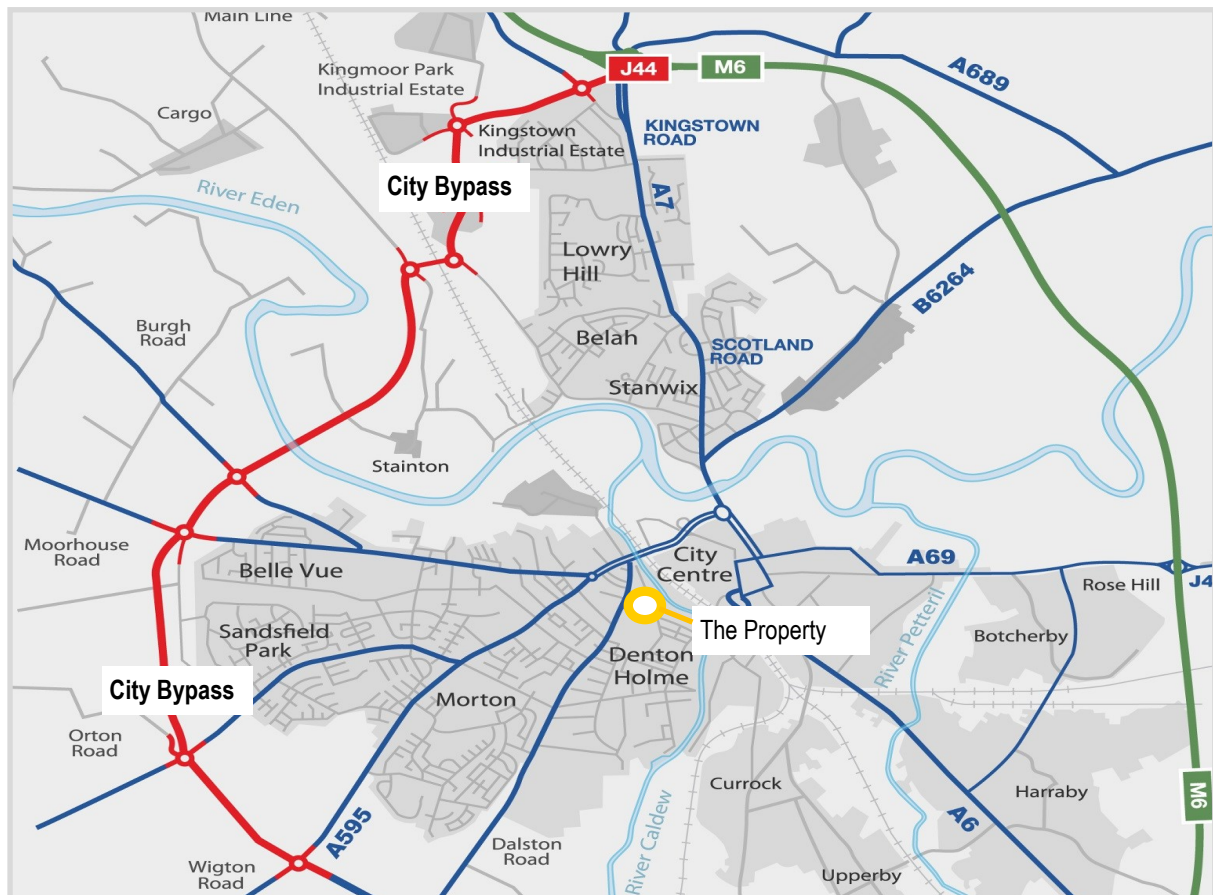 Main Line
J44
M6
A689
Kingmoor Park
Industrial Estate
Cargo
KINGSTOWN
ROAD
Kingstown
Industrial Estate
City Bypass
A7
River Eden
Lowry
Hill
B6264
Burgh
Road
Belah
SCOTLAND
ROAD
Stanwix
Stainton
Moorhouse
Road
Belle Vue
City
Centre
A69
Rose Hill
J4
Sandsfield
Park
The Property
Botcherby
River Petteril
Denton
Holme
City Bypass
Morton
Orton
Road
Currock
Harraby
M6
A6
A595
Dalston
Road
River Caldew
Wigton
Road
Upperby